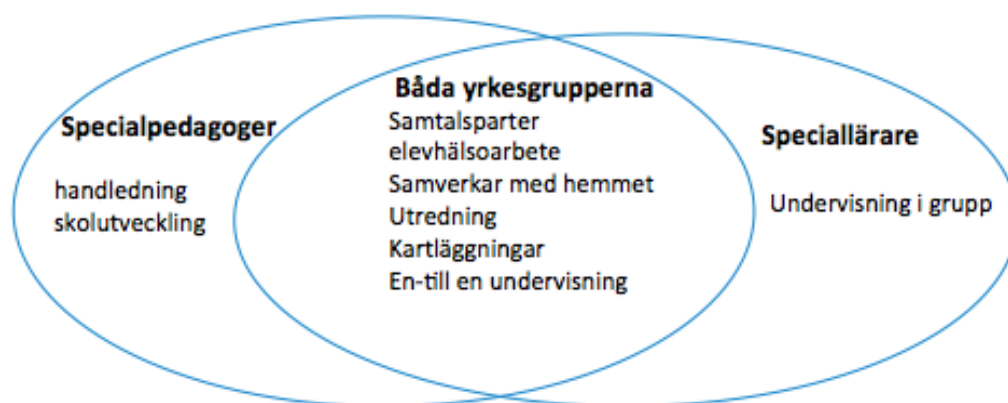 Specialpedagoger
handledning
skolutveckling
Båda yrkesgrupperna
Samtalsparter
elevhälsoarbete
Samverkar med hemmet
Utredning
Kartläggningar
En-till en undervisning
Speciallärare
Undervisning i grupp